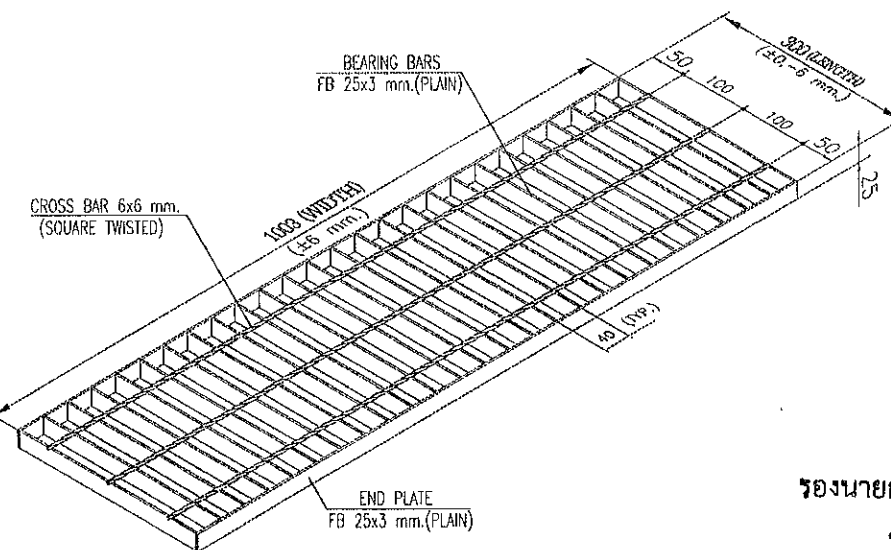 BEARING BARS
FB 25x3 mm.(PLAIN)
300 (LENGTH)
(±0,-6 mm.)
50
100
100
50
25
CROSS BAR 6x6 mm.
(SQUARE TWISTED)
1008 (WIDTH)
(±6 mm.)
40 (TYP.)
END PLATE
FB 25x3 mm.(PLAIN)
รองนายก